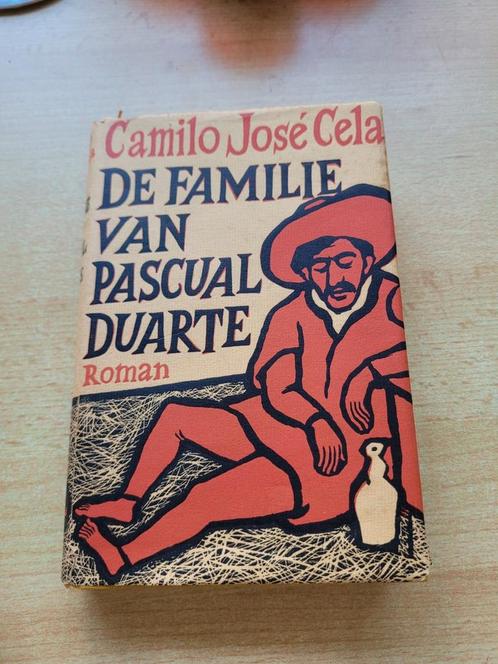 Camilo José Cela
DE FAMILIE
VAN
PASCUAL
DUARTE
Roman